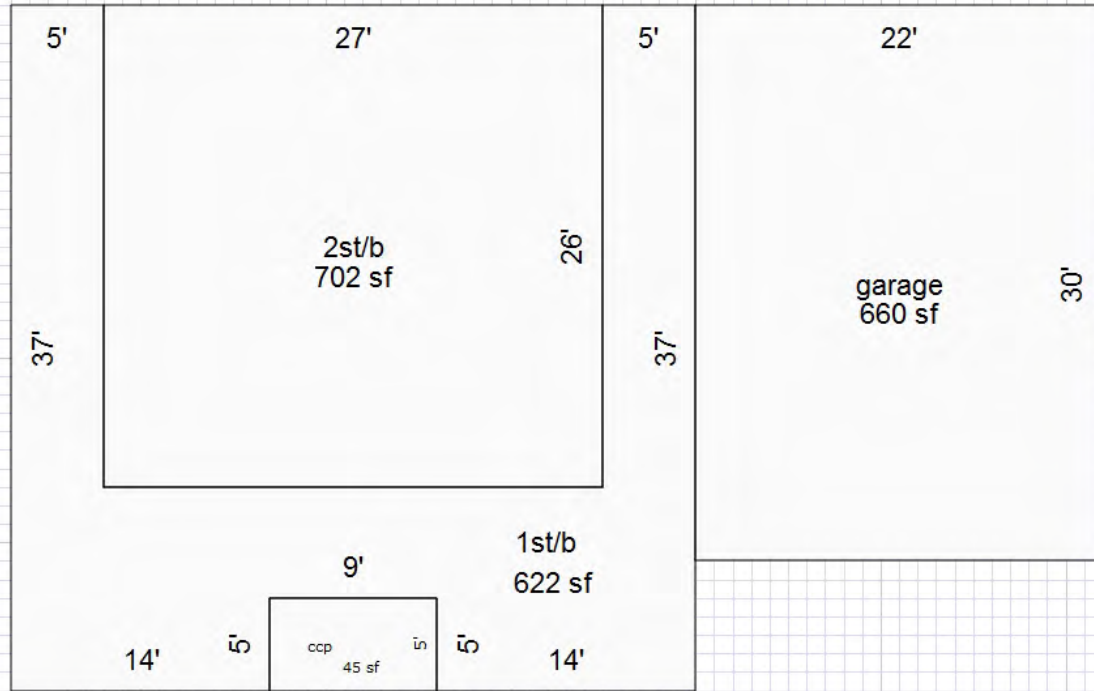 5'
27'
5'
22'
2st/b
702 sf
26'
garage
660 sf
30'
37'
37'
1st/b
622 sf
9'
5'
ccp
5'
45 sf
5'
14'
14'